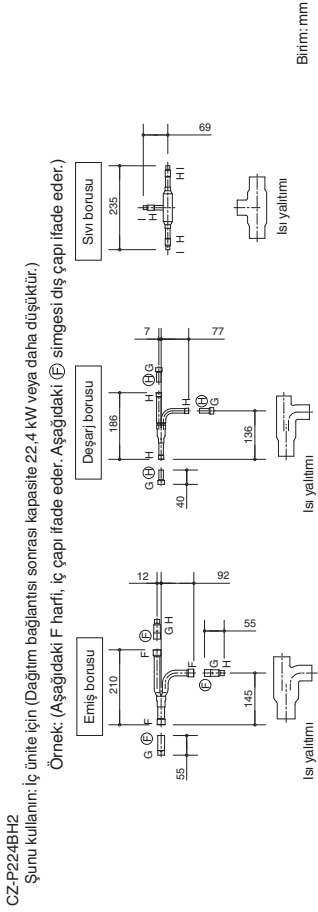 CZ-P224BH2
Şunu kullanın: İç ünite için (Dağıtım bağlantısı sonrası kapasite 22,4 kW veya daha düşüktür.)
Örnek: (Aşağıdaki F harfi, iç çapı ifade eder. Aşağıdaki Ⓕ simgesi dış çapı ifade eder.)
Emiş borusu
210
12
F
F
Ⓕ
G H
G Ⓕ
55
F
92
Ⓕ
G
H
55
145
Isı yalıtımı
Deşarj borusu
186
7
H
H
Ⓗ G
G Ⓗ
40
H
77
Ⓗ
G
136
Isı yalıtımı
Sıvı borusu
235
69
I
H
I H
H I
Isı yalıtımı
Birim: mm